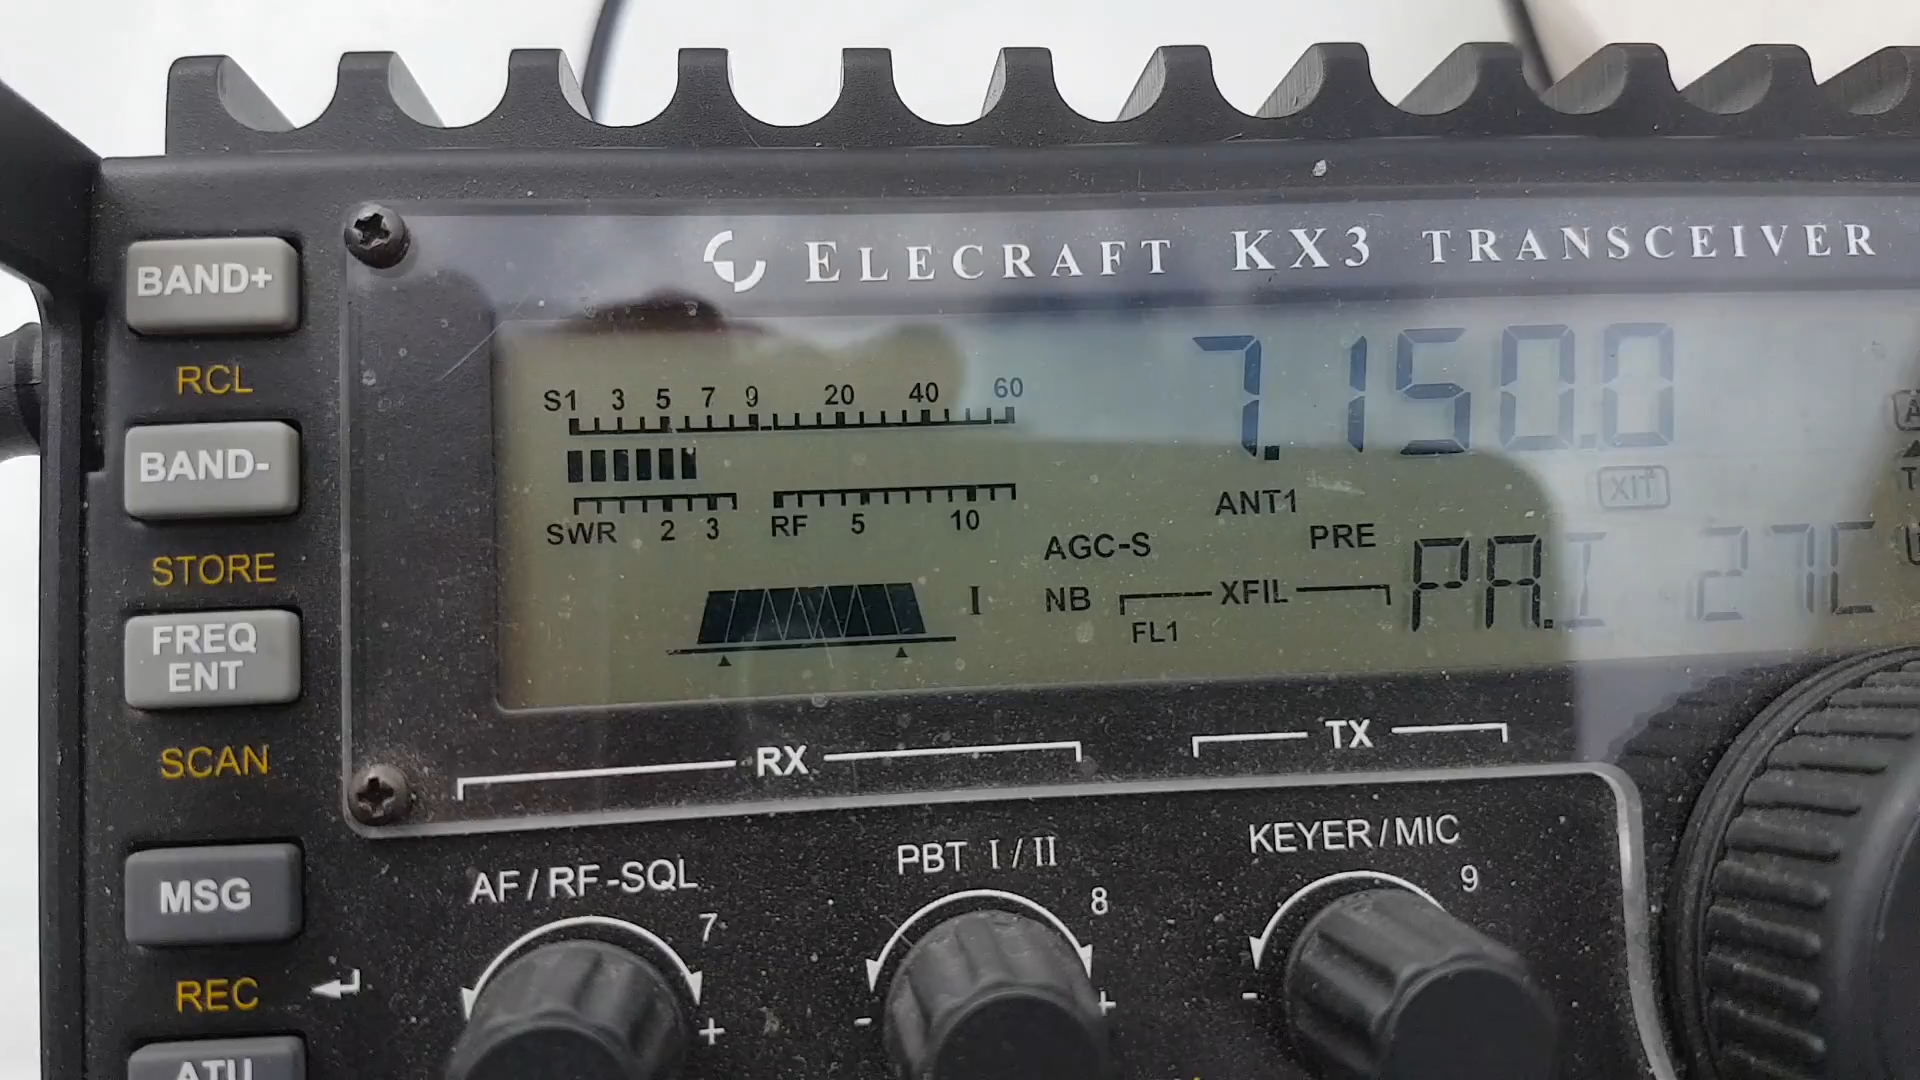 ELECRAFT KX3 TRANSCEIVER
BAND+
RCL
BAND-
STORE
FREQ
ENT
SCAN
MSG
REC
ATU
S1 3 5 7 9 20 40 60
SWR 2 3 RF 5 10
7.150.0
ANT1
XIT
AGC-S
PRE
NB
XFIL
FL1
I
PA.I 27C
RX
TX
AF/RF-SQL
7
+
PBT I/II
8
- +
KEYER/MIC
9
-